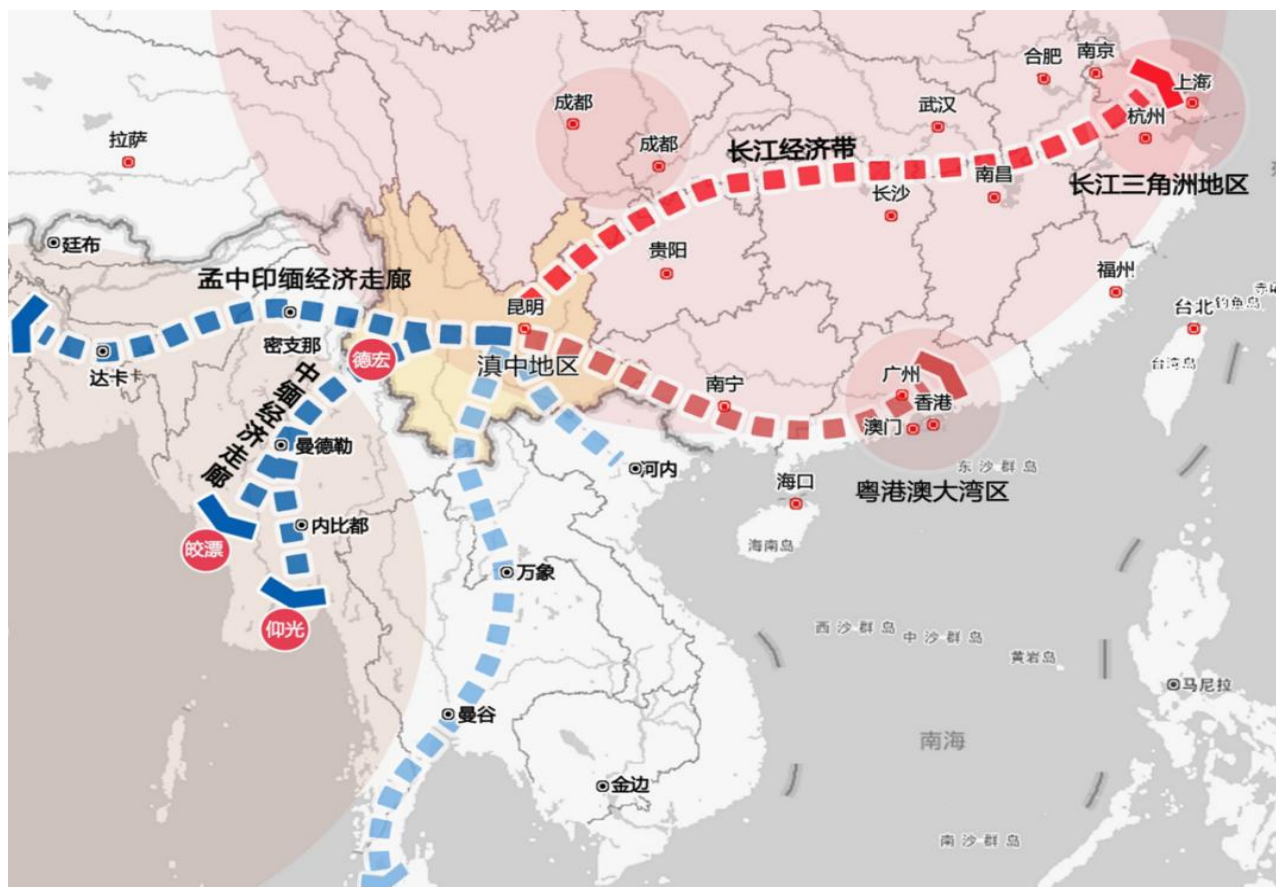 合肥
南京
上海
成都
武汉
杭州
拉萨
成都
长江经济带
南昌
长江三角洲地区
长沙
廷布
贵阳
孟中印缅经济走廊
福州
昆明
台北
钓鱼岛
密支那
德宏
滇中地区
台湾岛
达卡
卡
中缅经济走廊
南宁
广州
香港
澳门
曼德勒
河内
东沙群岛
海口
粤港澳大湾区
内比都
皎漂
海南岛
万象
仰光
西沙群岛
中沙群岛
黄岩岛
马尼拉
曼谷
南海
金边
南沙群岛